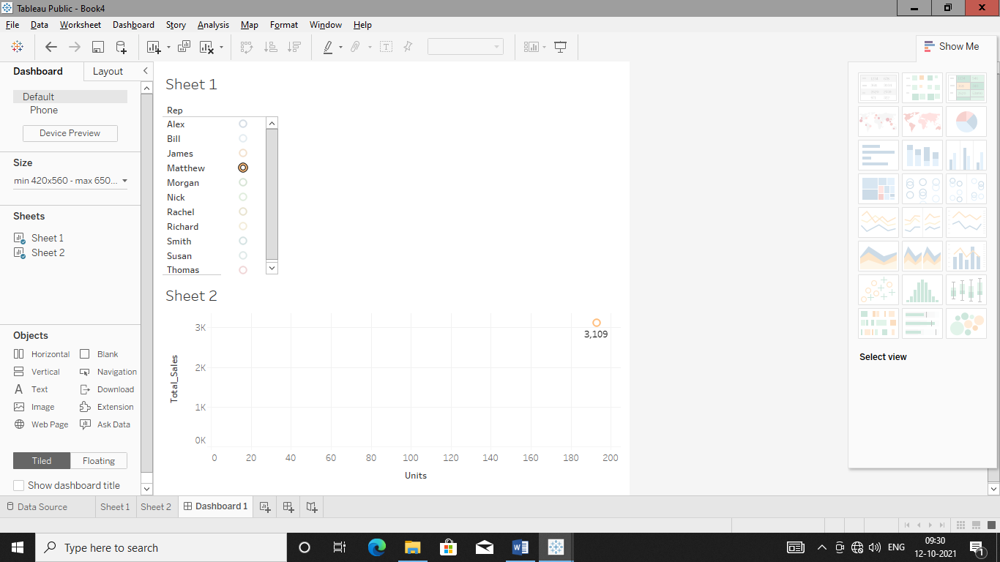 Tableau Public - Book4
File Data Worksheet Dashboard Story Analysis Map Format Window Help
Show Me
Dashboard Layout
Default
Phone
Device Preview
Size
min 420x560 - max 650...
Sheets
Sheet 1
Sheet 2
Objects
Horizontal Blank
Vertical Navigation
Text Download
Image Extension
Web Page Ask Data
Tiled Floating
Show dashboard title
Sheet 1
Rep
Alex
Bill
James
Matthew
Morgan
Nick
Rachel
Richard
Smith
Susan
Thomas
Sheet 2
Total_Sales
3K
2K
1K
0K
3,109
0 20 40 60 80 100 120 140 160 180 200
Units
Select view
Data Source Sheet 1 Sheet 2 Dashboard 1
Type here to search
ENG
09:30
12-10-2021
1